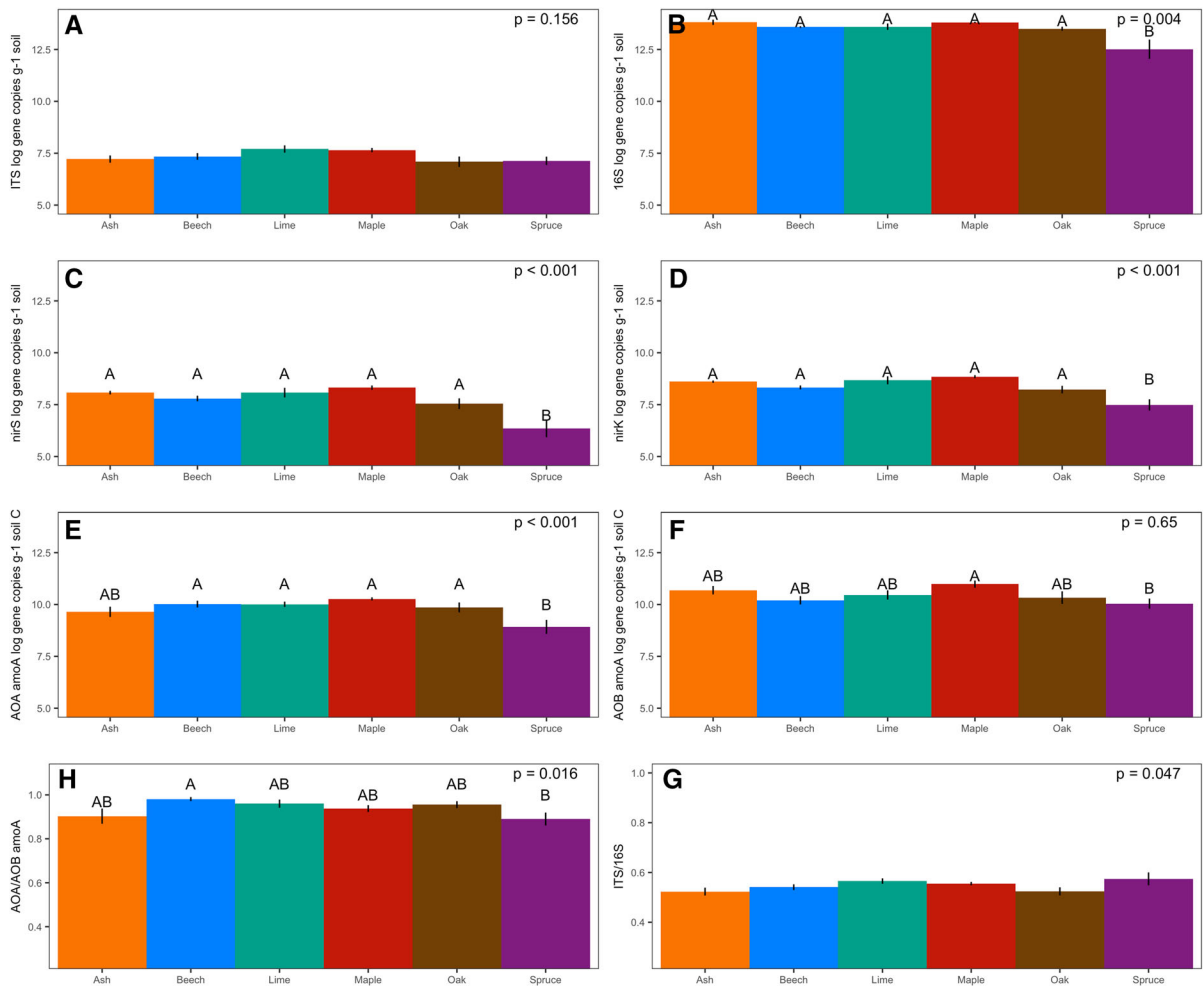 A
p = 0.156
ITS log gene copies g-1 soil
12.5
10.0
7.5
5.0
Ash Beech Lime Maple Oak Spruce
B
p = 0.004
16S log gene copies g-1 soil
12.5
10.0
7.5
5.0
A A A A A B
Ash Beech Lime Maple Oak Spruce
C
p < 0.001
nirS log gene copies g-1 soil
12.5
10.0
7.5
5.0
A A A A A B
Ash Beech Lime Maple Oak Spruce
D
p < 0.001
nirK log gene copies g-1 soil
12.5
10.0
7.5
5.0
A A A A A B
Ash Beech Lime Maple Oak Spruce
E
p < 0.001
AOA amoA log gene copies g-1 soil C
12.5
10.0
7.5
5.0
AB A A A A B
Ash Beech Lime Maple Oak Spruce
F
p = 0.65
AOB amoA log gene copies g-1 soil C
12.5
10.0
7.5
5.0
AB AB AB A AB B
Ash Beech Lime Maple Oak Spruce
H
p = 0.016
AOA/AOB amoA
1.0
0.8
0.6
0.4
AB A AB AB AB B
Ash Beech Lime Maple Oak Spruce
G
p = 0.047
ITS/16S
1.0
0.8
0.6
0.4
Ash Beech Lime Maple Oak Spruce